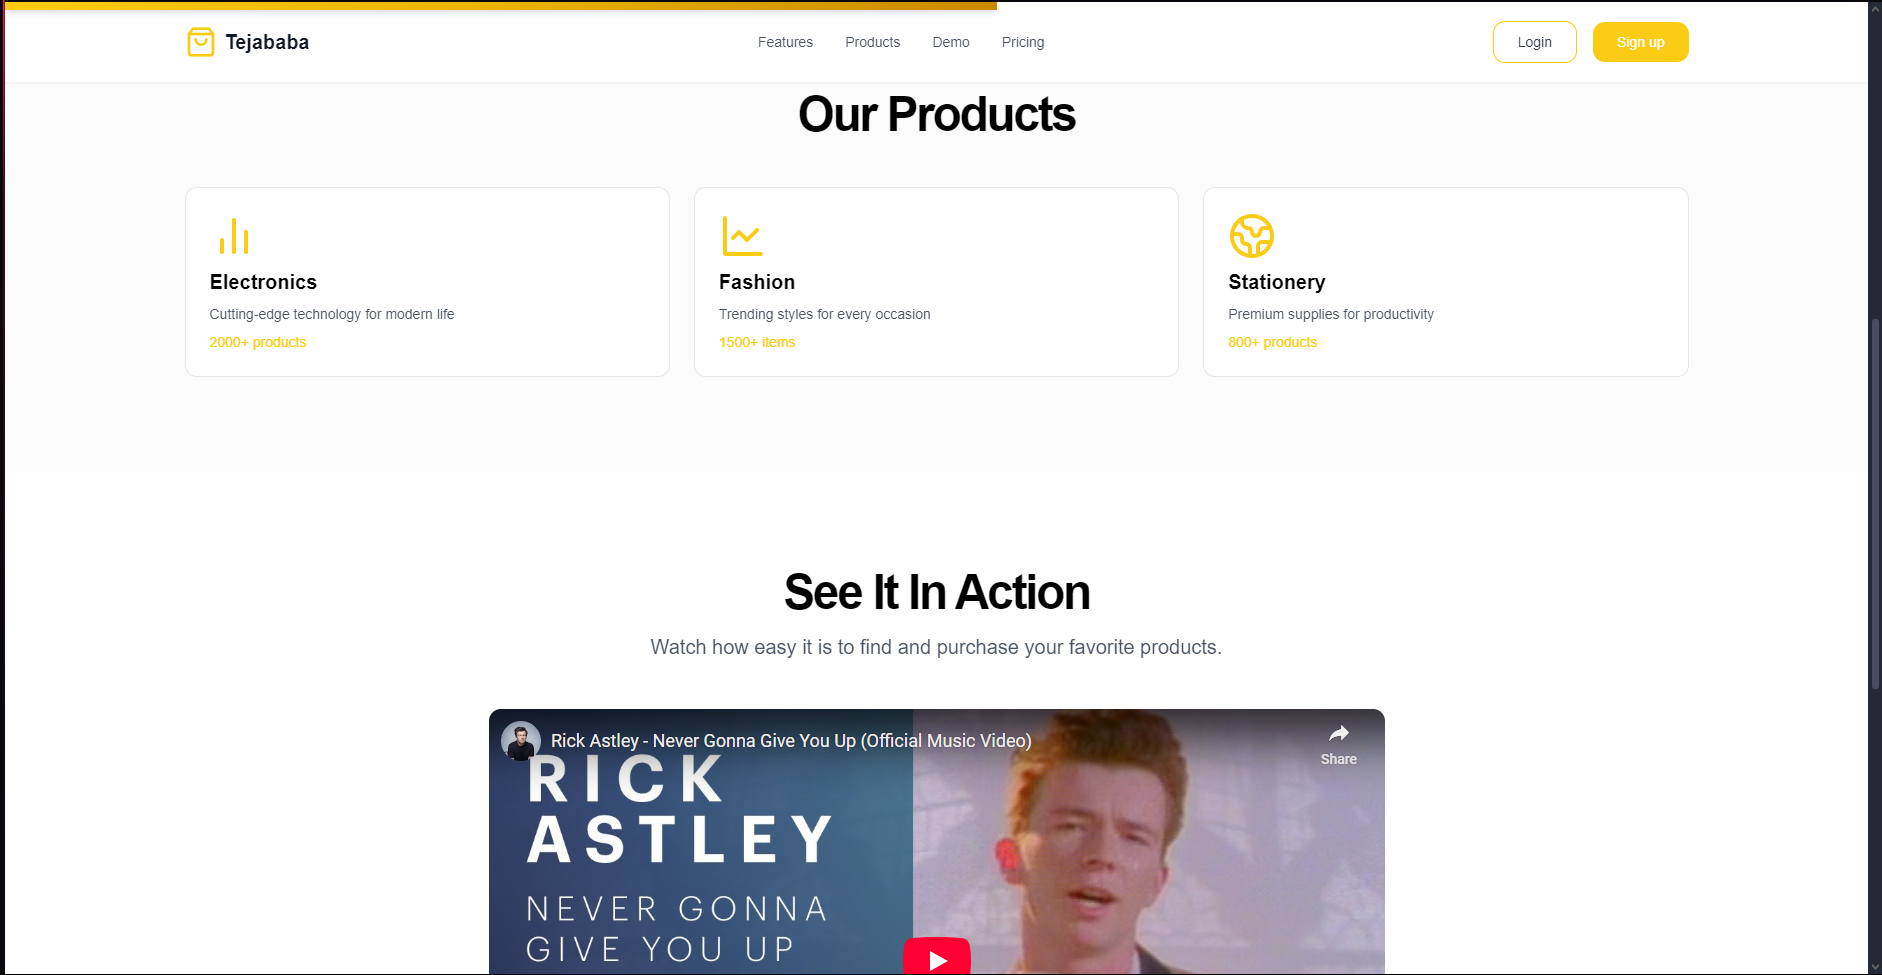 Tejababa
Features Products Demo Pricing
Login
Sign up
Our Products
Electronics
Cutting-edge technology for modern life
2000+ products
Fashion
Trending styles for every occasion
1500+ items
Stationery
Premium supplies for productivity
800+ products
See It In Action
Watch how easy it is to find and purchase your favorite products.
Rick Astley - Never Gonna Give You Up (Official Music Video)
Share
RICK
ASTLEY
NEVER GONNA
GIVE YOU UP